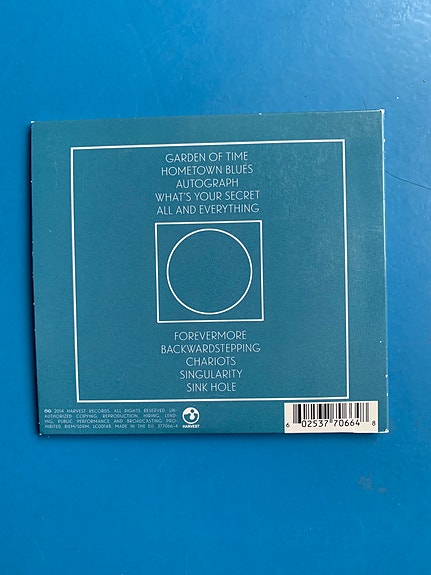 GARDEN OF TIME
HOMETOWN BLUES
AUTOGRAPH
WHAT'S YOUR SECRET
ALL AND EVERYTHING
FOREVERMORE
BACKWARDSTEPPING
CHARIOTS
SINGULARITY
SINK HOLE
℗© 2014 HARVEST RECORDS. ALL RIGHTS RESERVED. UN-
AUTHORIZED COPYING, REPRODUCTION, HIRING, LEND-
ING, PUBLIC PERFORMANCE AND BROADCASTING PRO-
HIBITED. BIEM/SDRM. LC00148. MADE IN THE EU. 377066-4
HARVEST
6 02537 70664 8